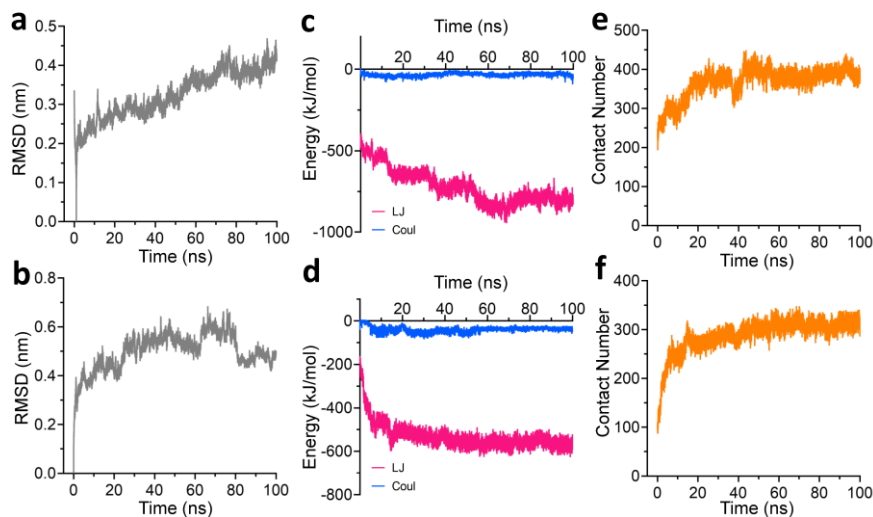 a
RMSD (nm)
0.5
0.4
0.3
0.2
0.1
0.0
0 20 40 60 80 100
Time (ns)
c
Time (ns)
20 40 60 80 100
Energy (kJ/mol)
0
-500
-1000
LJ
Coul
e
Contact Number
500
400
300
200
100
0
0 20 40 60 80 100
Time (ns)
b
RMSD (nm)
0.8
0.6
0.4
0.2
0.0
0 20 40 60 80 100
Time (ns)
d
Time (ns)
20 40 60 80 100
Energy (kJ/mol)
0
-200
-400
-600
-800
LJ
Coul
f
Contact Number
400
300
200
100
0
0 20 40 60 80 100
Time (ns)